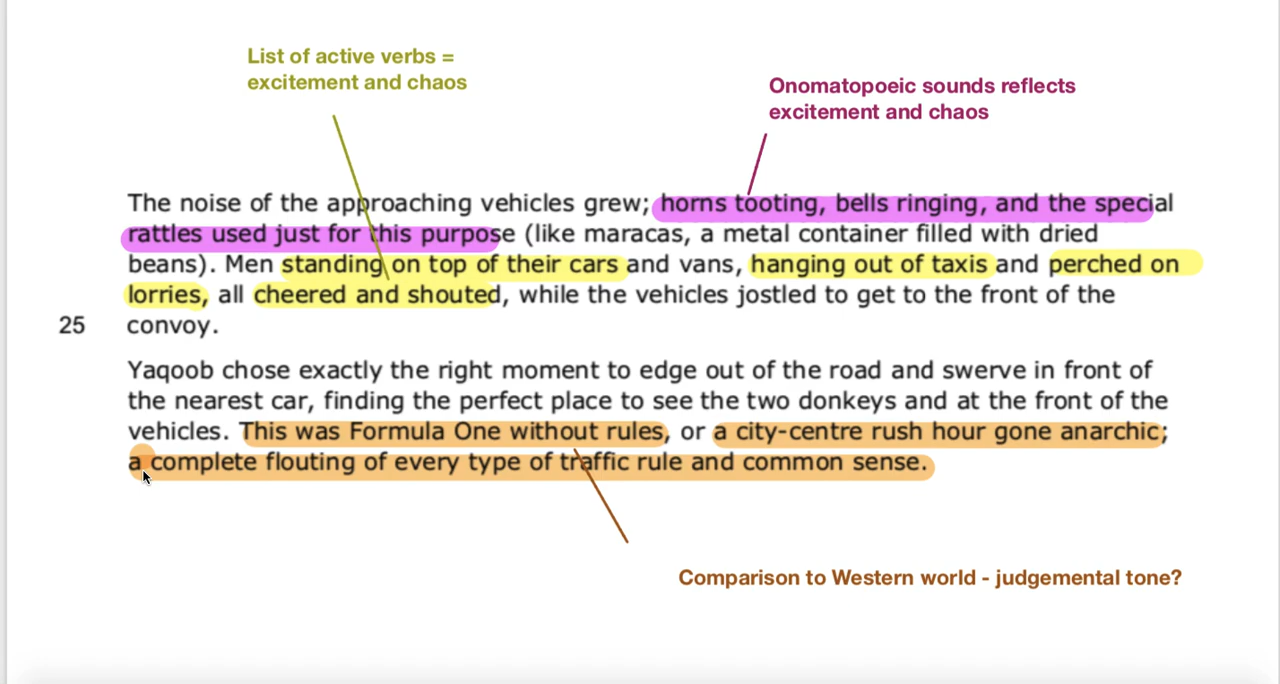 List of active verbs =
excitement and chaos
Onomatopoeic sounds reflects
excitement and chaos
The noise of the approaching vehicles grew; horns tooting, bells ringing, and the special
rattles used just for this purpose (like maracas, a metal container filled with dried
beans). Men standing on top of their cars and vans, hanging out of taxis and perched on
lorries, all cheered and shouted, while the vehicles jostled to get to the front of the
25 convoy.
Yaqoob chose exactly the right moment to edge out of the road and swerve in front of
the nearest car, finding the perfect place to see the two donkeys and at the front of the
vehicles. This was Formula One without rules, or a city-centre rush hour gone anarchic;
a complete flouting of every type of traffic rule and common sense.
Comparison to Western world - judgemental tone?